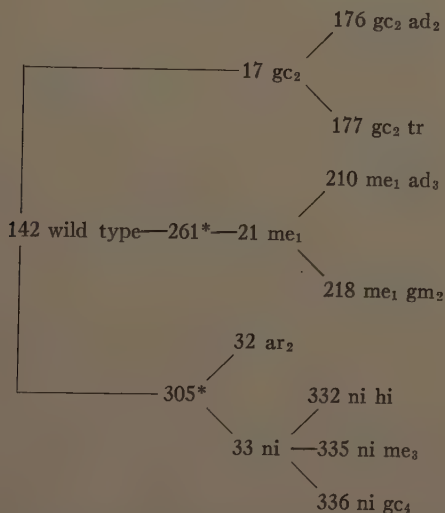 176 gc₂ ad₂
17 gc₂
177 gc₂ tr
210 me₁ ad₃
142 wild type—261*—21 me₁
218 me₁ gm₂
32 ar₂
305*
332 ni hi
33 ni —335 ni me₃
336 ni gc₄